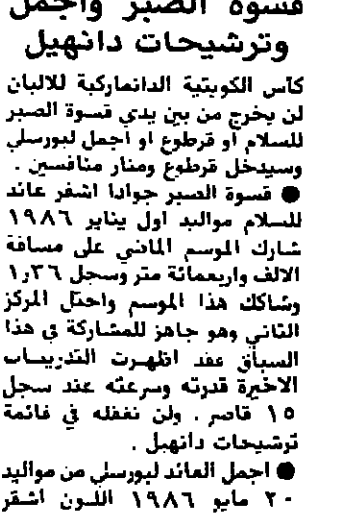 قسوة الصبر واجمل
وترشيحات دانهيل
كأس الكويتية الدانماركية للالبان
لن يخرج من بين يدي قسوة الصبر
للسلام أو قرطوع او اجمل لبورسلي
وسيدخل قرطوع ومنار منافسين .
● قسوة الصبر جوادا اشقر عائد
للسلام مواليد اول يناير ١٩٨٦
شارك الموسم الماضي على مسافة
الالف واربعمائة متر وسجل ١,٣٦
وشاكك هذا الموسم واحتل المركز
الثاني وهو جاهز للمشاركة في هذا
السباق عقد اظهرت التدريبات
الاخيرة قدرته وسرعته عند سجل
١٥ قاصر . ولن نغفله في قائمة
ترشيحات دانهيل .
● اجمل العائد لبورسلي من مواليد
٢٠ مايو ١٩٨٦ اللون اشقر